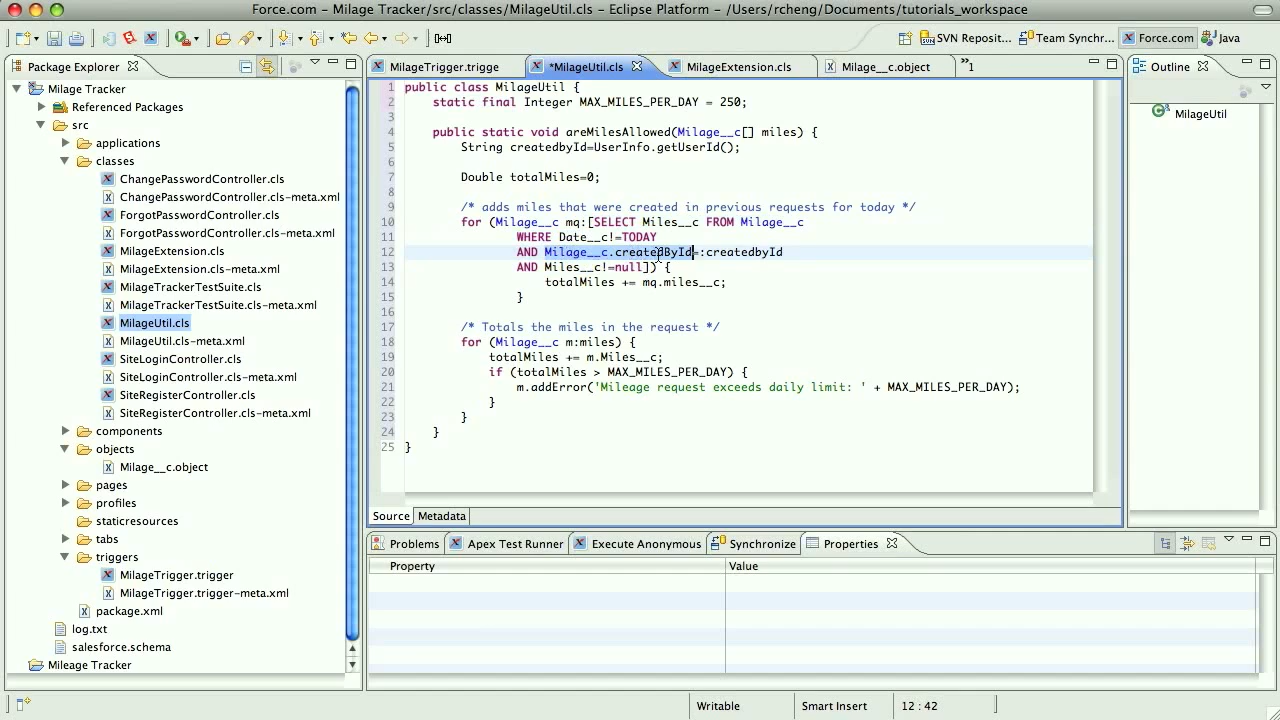 Force.com - Milage Tracker/src/classes/MilageUtil.cls - Eclipse Platform - /Users/rcheng/Documents/tutorials_workspace
SVN Reposit... Team Synchr... Force.com Java
Package Explorer
Milage Tracker
Referenced Packages
src
applications
classes
ChangePasswordController.cls
ChangePasswordController.cls-meta.xml
ForgotPasswordController.cls
ForgotPasswordController.cls-meta.xml
MilageExtension.cls
MilageExtension.cls-meta.xml
MilageTrackerTestSuite.cls
MilageTrackerTestSuite.cls-meta.xml
MilageUtil.cls
MilageUtil.cls-meta.xml
SiteLoginController.cls
SiteLoginController.cls-meta.xml
SiteRegisterController.cls
SiteRegisterController.cls-meta.xml
components
objects
Milage__c.object
pages
profiles
staticresources
tabs
triggers
MilageTrigger.trigger
MilageTrigger.trigger-meta.xml
package.xml
log.txt
salesforce.schema
Mileage Tracker
MilageTrigger.trigge *MilageUtil.cls MilageExtension.cls Milage__c.object »1
1 public class MilageUtil {
2 static final Integer MAX_MILES_PER_DAY = 250;
3
4 public static void areMilesAllowed(Milage__c[] miles) {
5 String createdbyId=UserInfo.getUserId();
6
7 Double totalMiles=0;
8
9 /* adds miles that were created in previous requests for today */
10 for (Milage__c mq:[SELECT Miles__c FROM Milage__c
11 WHERE Date__c!=TODAY
12 AND Milage__c.createdById=:createdbyId
13 AND Miles__c!=null]) {
14 totalMiles += mq.miles__c;
15 }
16
17 /* Totals the miles in the request */
18 for (Milage__c m:miles) {
19 totalMiles += m.Miles__c;
20 if (totalMiles > MAX_MILES_PER_DAY) {
21 m.addError('Mileage request exceeds daily limit: ' + MAX_MILES_PER_DAY);
22 }
23 }
24 }
25 }
Source Metadata
Outline
MilageUtil
Problems Apex Test Runner Execute Anonymous Synchronize Properties
Property Value
Writable Smart Insert 12 : 42